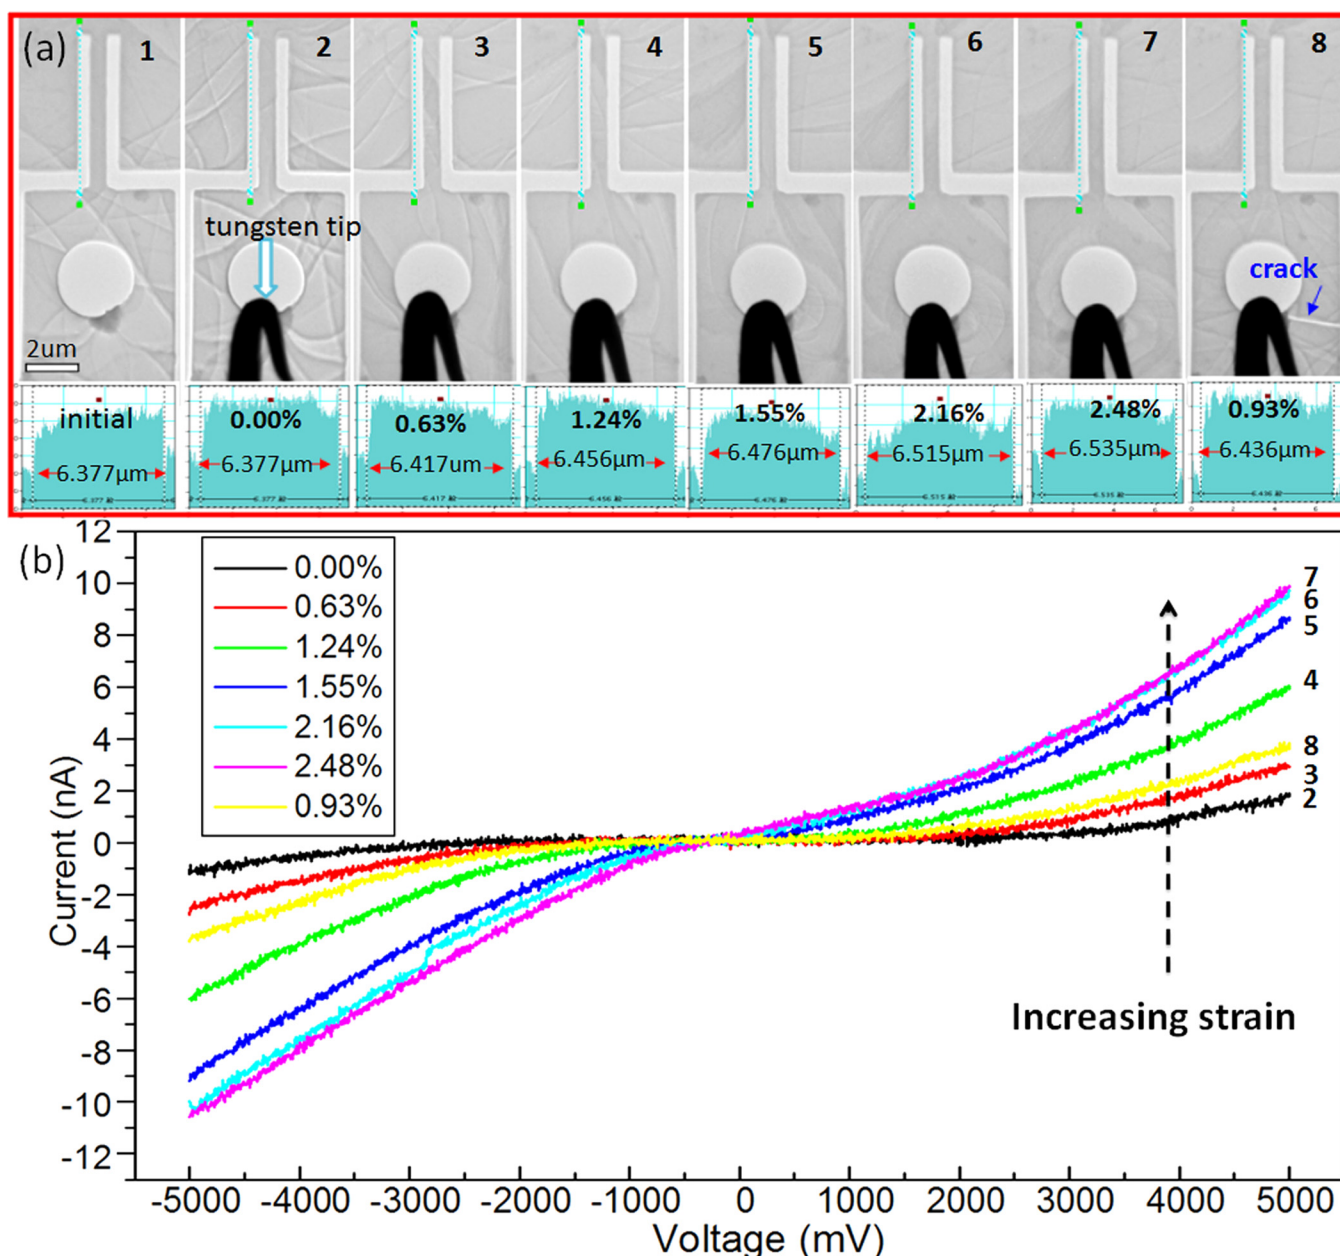 (a)
1 2 3 4 5 6 7 8
tungsten tip
crack
2um
initial 0.00% 0.63% 1.24% 1.55% 2.16% 2.48% 0.93%
6.377μm 6.377μm 6.417um 6.456μm 6.476μm 6.515μm 6.535μm 6.436μm
(b)
0.00%
0.63%
1.24%
1.55%
2.16%
2.48%
0.93%
12
10
8
6
4
2
0
-2
-4
-6
-8
-10
-12
Current (nA)
7
6
5
4
8
3
2
Increasing strain
-5000 -4000 -3000 -2000 -1000 0 1000 2000 3000 4000 5000
Voltage (mV)